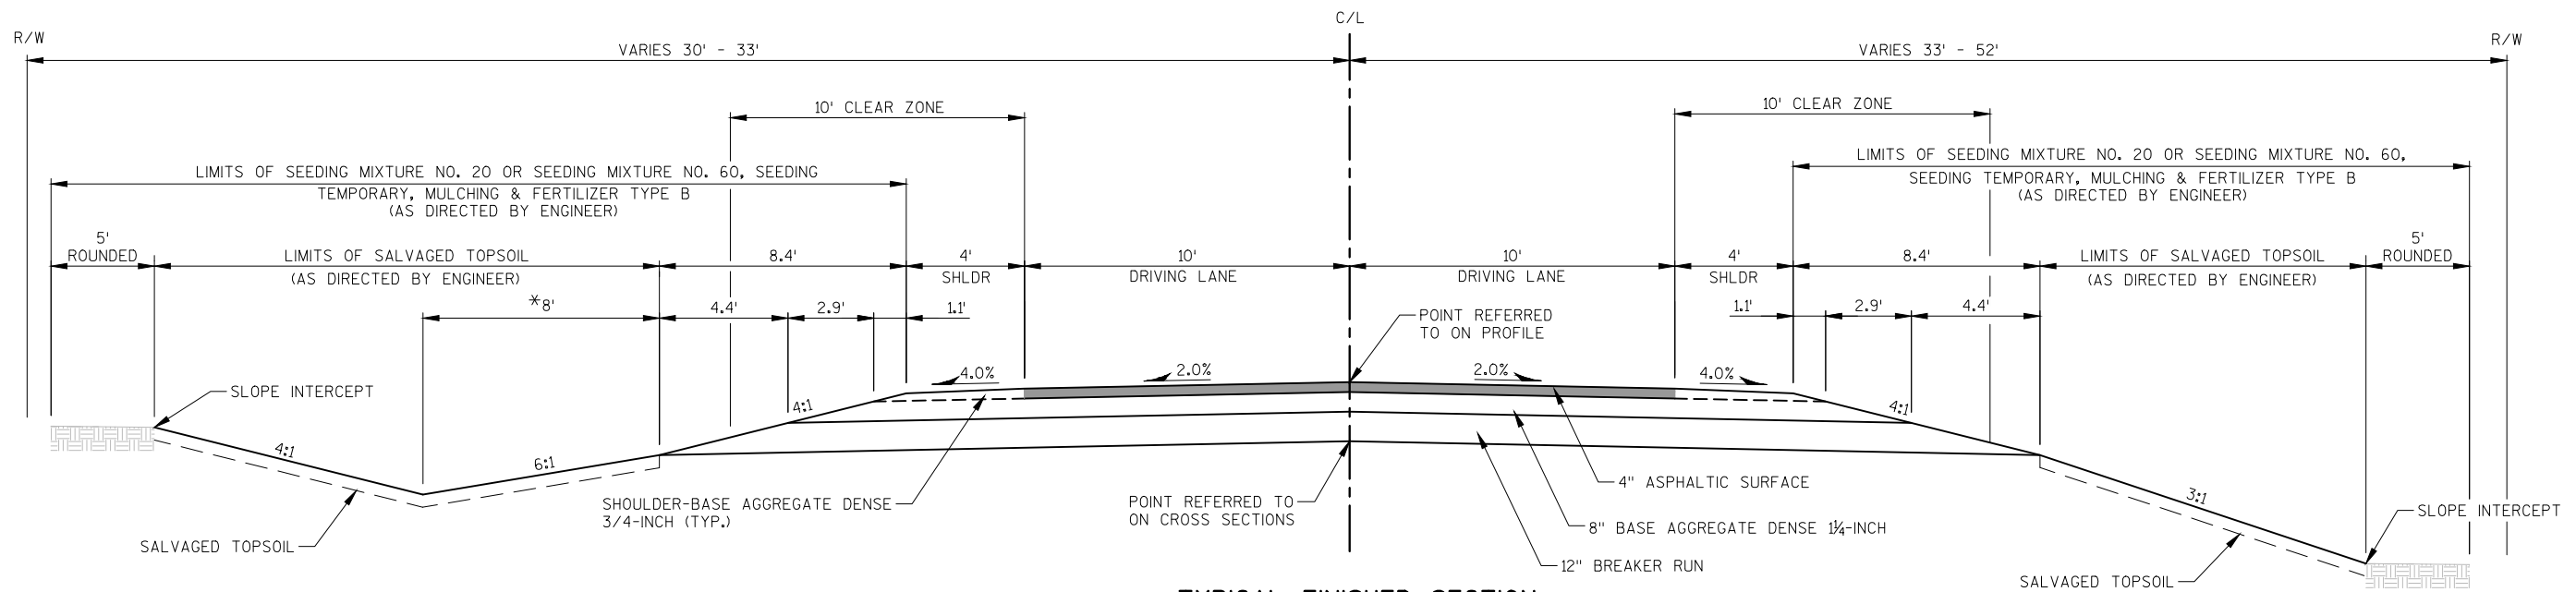 C/L
R/W
R/W
VARIES 30' - 33'
VARIES 33' - 52'
10' CLEAR ZONE
10' CLEAR ZONE
LIMITS OF SEEDING MIXTURE NO. 20 OR SEEDING MIXTURE NO. 60, SEEDING
TEMPORARY, MULCHING & FERTILIZER TYPE B
(AS DIRECTED BY ENGINEER)
LIMITS OF SEEDING MIXTURE NO. 20 OR SEEDING MIXTURE NO. 60,
SEEDING TEMPORARY, MULCHING & FERTILIZER TYPE B
(AS DIRECTED BY ENGINEER)
5'
ROUNDED
LIMITS OF SALVAGED TOPSOIL
(AS DIRECTED BY ENGINEER)
8.4'
4'
SHLDR
10'
DRIVING LANE
10'
DRIVING LANE
4'
SHLDR
8.4'
LIMITS OF SALVAGED TOPSOIL
(AS DIRECTED BY ENGINEER)
5'
ROUNDED
*8'
4.4'
2.9'
1.1'
1.1'
2.9'
4.4'
POINT REFERRED
TO ON PROFILE
4.0%
2.0%
2.0%
4.0%
SLOPE INTERCEPT
4:1
4:1
4:1
6:1
3:1
SHOULDER-BASE AGGREGATE DENSE
3/4-INCH (TYP.)
POINT REFERRED TO
ON CROSS SECTIONS
4" ASPHALTIC SURFACE
8" BASE AGGREGATE DENSE 1¼-INCH
12" BREAKER RUN
SLOPE INTERCEPT
SALVAGED TOPSOIL
SALVAGED TOPSOIL
TYPICAL FINISHED SECTION